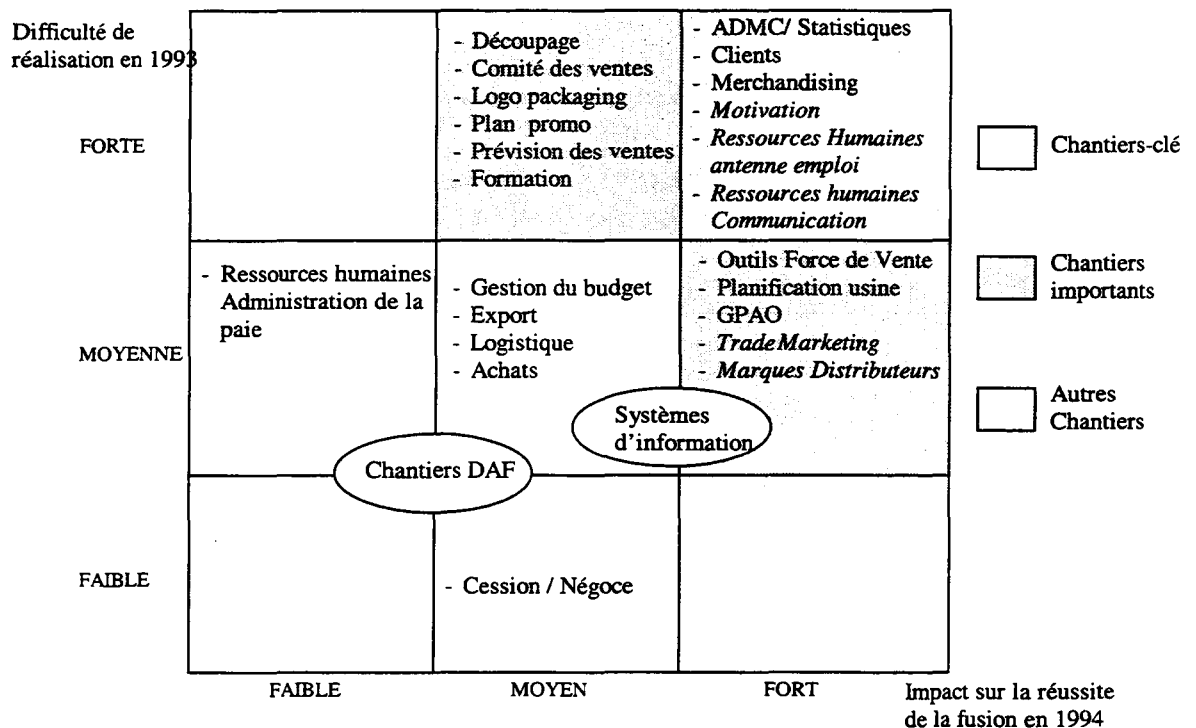 Difficulté de
réalisation en 1993
FORTE
- Découpage
- Comité des ventes
- Logo packaging
- Plan promo
- Prévision des ventes
- Formation
- ADMC/ Statistiques
- Clients
- Merchandising
- Motivation
- Ressources Humaines
antenne emploi
- Ressources humaines
Communication
Chantiers-clé
MOYENNE
- Ressources humaines
Administration de la
paie
- Gestion du budget
- Export
- Logistique
- Achats
- Outils Force de Vente
- Planification usine
- GPAO
- Trade Marketing
- Marques Distributeurs
Chantiers
importants
Autres
Chantiers
Systèmes
d'information
Chantiers DAF
FAIBLE
- Cession / Négoce
FAIBLE
MOYEN
FORT
Impact sur la réussite
de la fusion en 1994